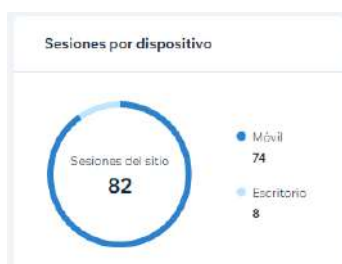 Sesiones por dispositivo
Sesiones del sitio
82
Móvil
74
Escritorio
8